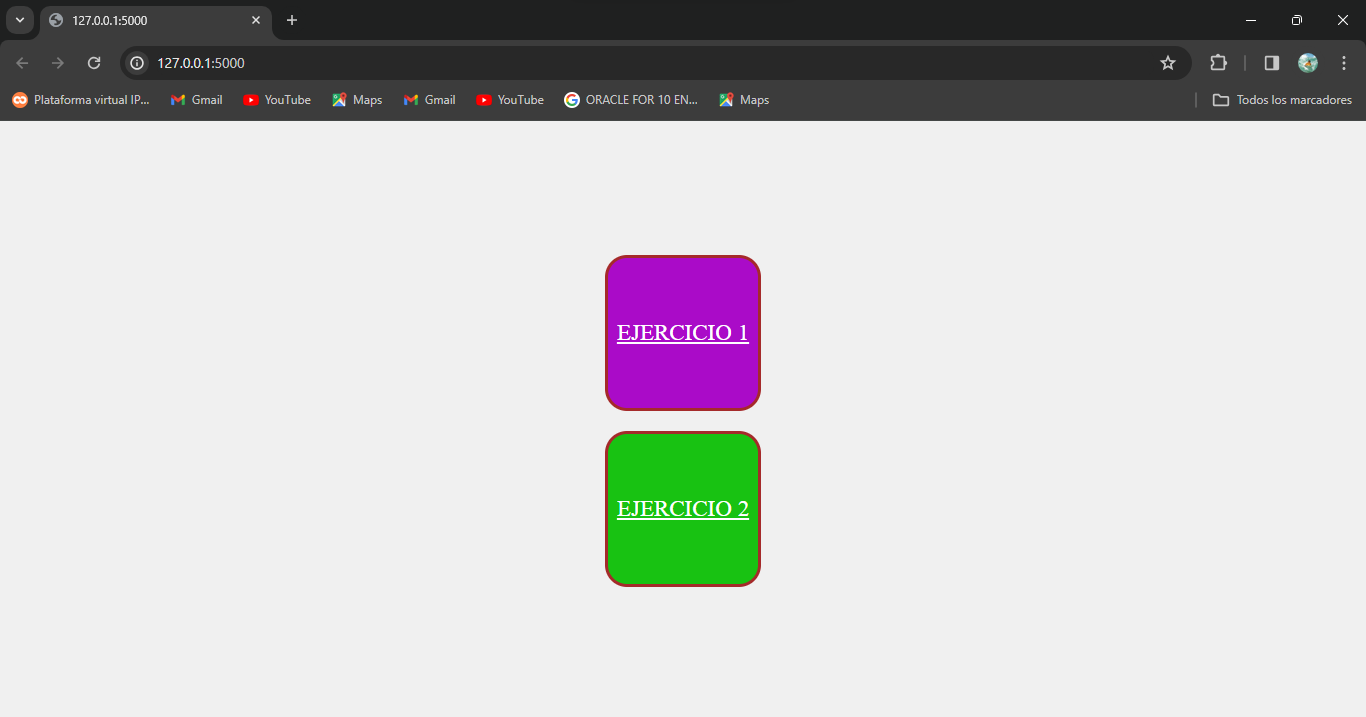 127.0.0.1:5000
127.0.0.1:5000
Plataforma virtual IP... Gmail YouTube Maps Gmail YouTube ORACLE FOR 10 EN... Maps Todos los marcadores
EJERCICIO 1
EJERCICIO 2